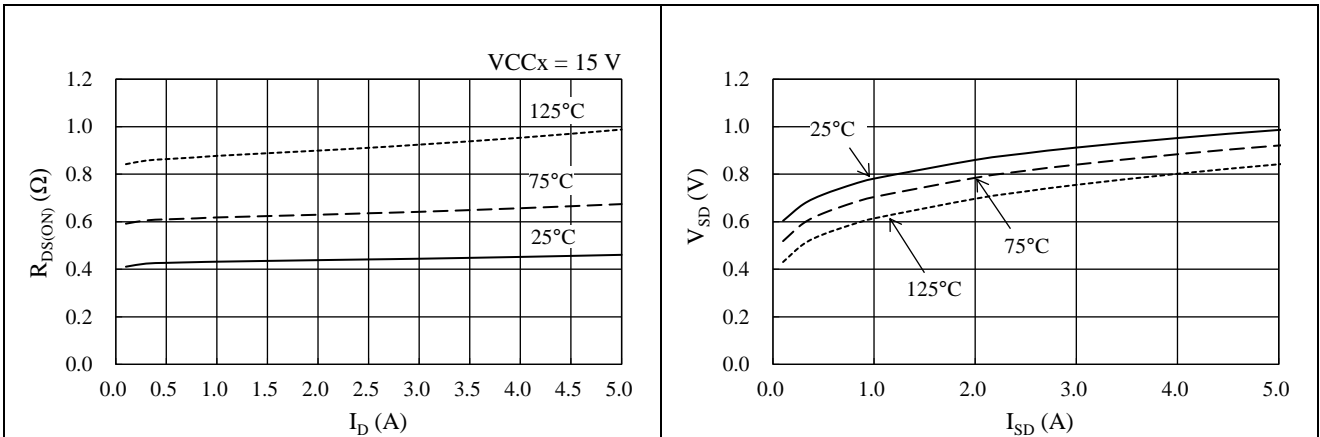 VCCx = 15 V
1.2
1.0
0.8
0.6
0.4
0.2
0.0
R_DS(ON) (Ω)
125°C
75°C
25°C
0.0 0.5 1.0 1.5 2.0 2.5 3.0 3.5 4.0 4.5 5.0
I_D (A)
1.2
1.0
0.8
0.6
0.4
0.2
0.0
V_SD (V)
25°C
75°C
125°C
0.0 1.0 2.0 3.0 4.0 5.0
I_SD (A)